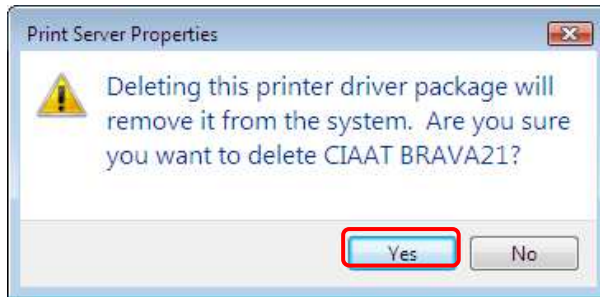 Print Server Properties
Deleting this printer driver package will
remove it from the system. Are you sure
you want to delete CIAAT BRAVA21?
Yes
No